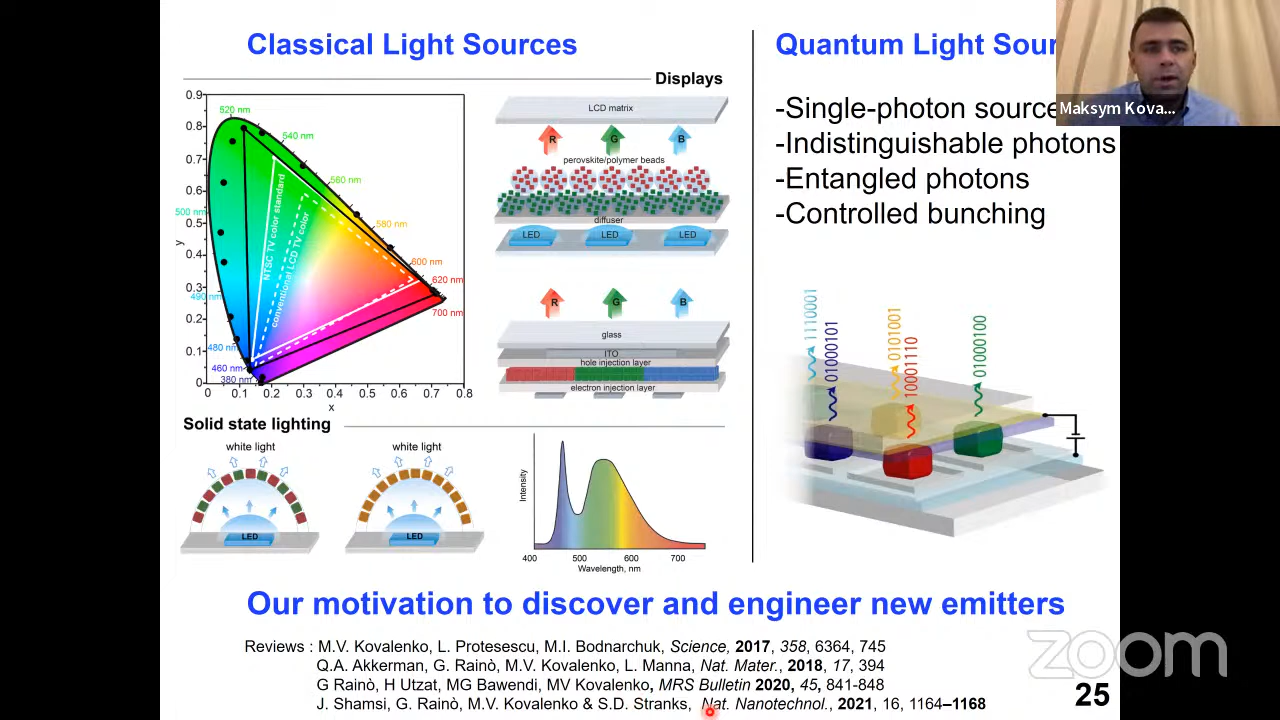 Classical Light Sources
Quantum Light Sour
Maksym Kova...
Displays
0.9
0.8
0.7
0.6
0.5
0.4
0.3
0.2
0.1
0
y
0 0.1 0.2 0.3 0.4 0.5 0.6 0.7 0.8
x
520 nm
540 nm
560 nm
580 nm
600 nm
620 nm
700 nm
500 nm
490 nm
480 nm
460 nm
380 nm
NTSC TV color standard
conventional LCD TV color
LCD matrix
R G B
perovskite/polymer beads
diffuser
LED LED LED
R G B
glass
ITO
hole injection layer
electron injection layer
-Single-photon source
-Indistinguishable photons
-Entangled photons
-Controlled bunching
1110001
01000101
0101001
10001110
01000100
Solid state lighting
white light
LED
white light
LED
Intensity
400 500 600 700
Wavelength, nm
Our motivation to discover and engineer new emitters
Reviews : M.V. Kovalenko, L. Protesescu, M.I. Bodnarchuk, Science, 2017, 358, 6364, 745
Q.A. Akkerman, G. Rainò, M.V. Kovalenko, L. Manna, Nat. Mater., 2018, 17, 394
G Rainò, H Utzat, MG Bawendi, MV Kovalenko, MRS Bulletin 2020, 45, 841-848
J. Shamsi, G. Rainò, M.V. Kovalenko & S.D. Stranks, Nat. Nanotechnol., 2021, 16, 1164–1168
zoom
25